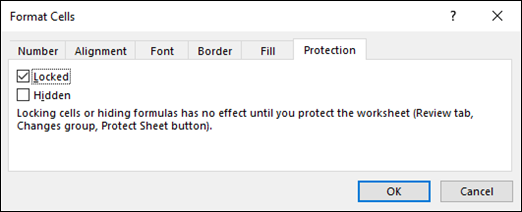 Format Cells
Number Alignment Font Border Fill Protection
Locked
Hidden
Locking cells or hiding formulas has no effect until you protect the worksheet (Review tab,
Changes group, Protect Sheet button).
OK Cancel